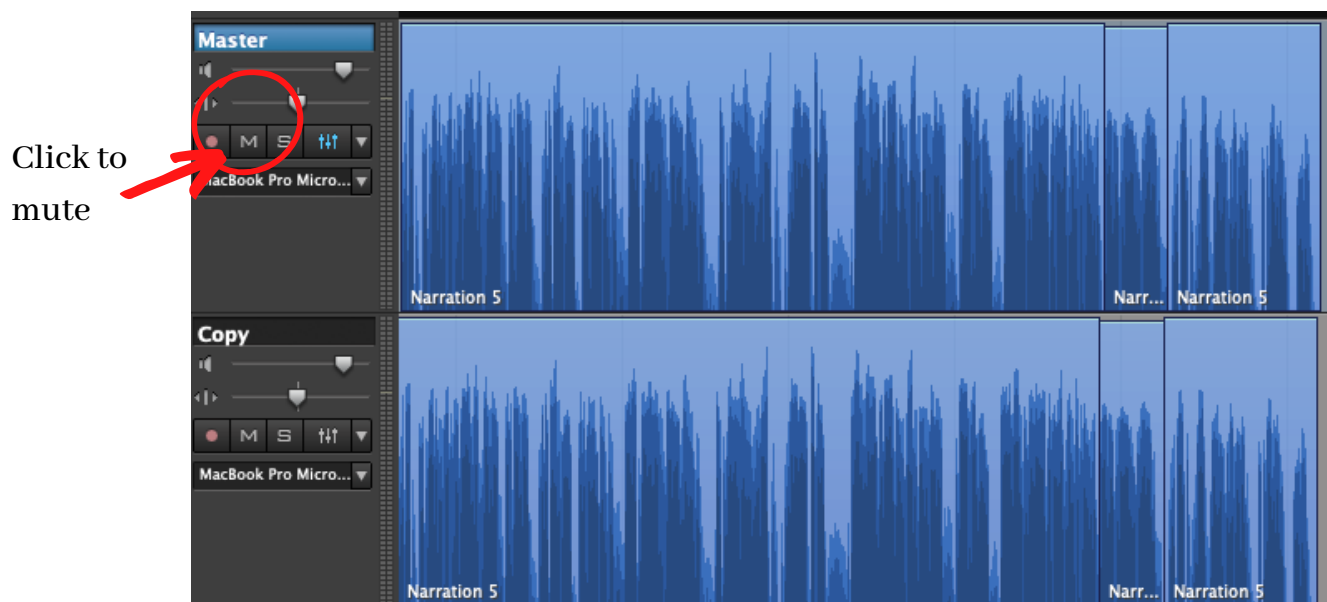 Master
M S
Click to
mute
MacBook Pro Micro...
Narration 5
Narr...
Narration 5
Copy
M S
MacBook Pro Micro...
Narration 5
Narr...
Narration 5